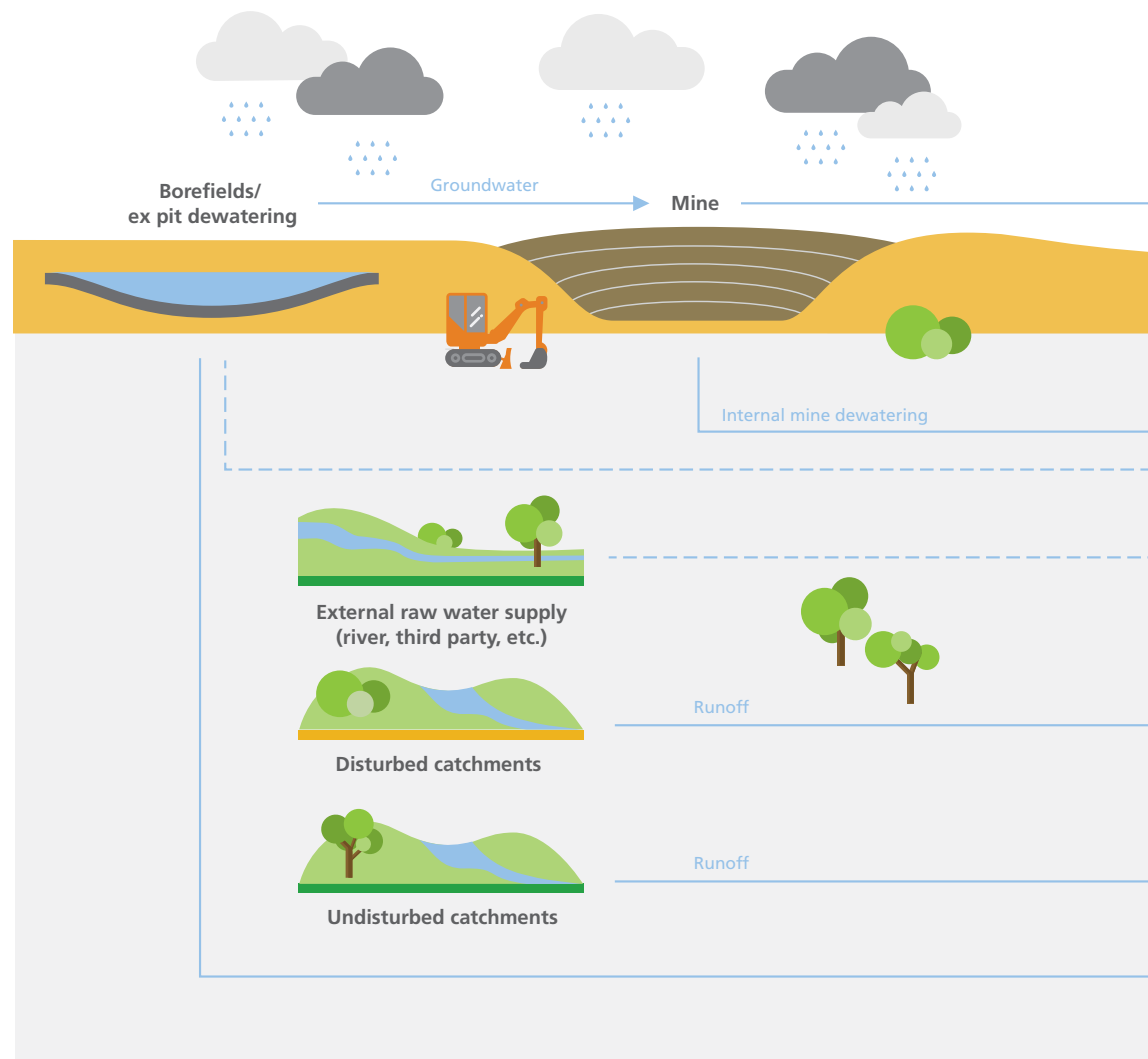 Borefields/
ex pit dewatering
Groundwater
Mine
Internal mine dewatering
External raw water supply
(river, third party, etc.)
Runoff
Disturbed catchments
Runoff
Undisturbed catchments